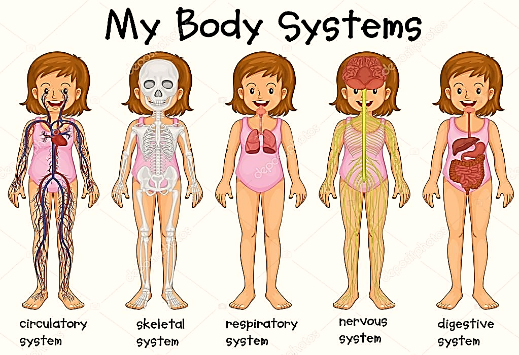 My Body Systems
circulatory
system
skeletal
system
respiratory
system
nervous
system
digestive
system